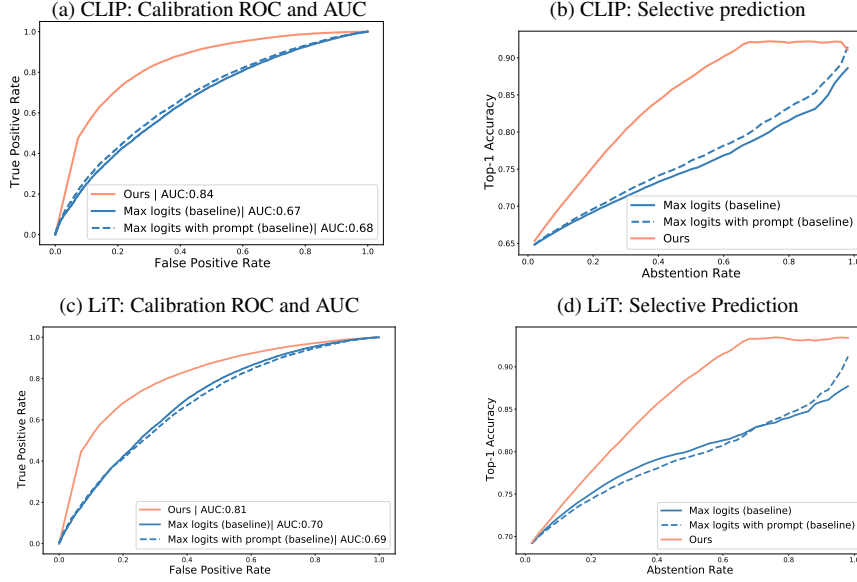 (a) CLIP: Calibration ROC and AUC
True Positive Rate
1.0
0.8
0.6
0.4
0.2
0.0
0.0 0.2 0.4 0.6 0.8 1.0
False Positive Rate
Ours | AUC:0.84
Max logits (baseline)| AUC:0.67
Max logits with prompt (baseline)| AUC:0.68
(b) CLIP: Selective prediction
Top-1 Accuracy
0.90
0.85
0.80
0.75
0.70
0.65
0.0 0.2 0.4 0.6 0.8 1.0
Abstention Rate
Max logits (baseline)
Max logits with prompt (baseline)
Ours
(c) LiT: Calibration ROC and AUC
True Positive Rate
1.0
0.8
0.6
0.4
0.2
0.0
0.0 0.2 0.4 0.6 0.8 1.0
False Positive Rate
Ours | AUC:0.81
Max logits (baseline)| AUC:0.70
Max logits with prompt (baseline)| AUC:0.69
(d) LiT: Selective Prediction
Top-1 Accuracy
0.90
0.85
0.80
0.75
0.70
0.0 0.2 0.4 0.6 0.8 1.0
Abstention Rate
Max logits (baseline)
Max logits with prompt (baseline)
Ours